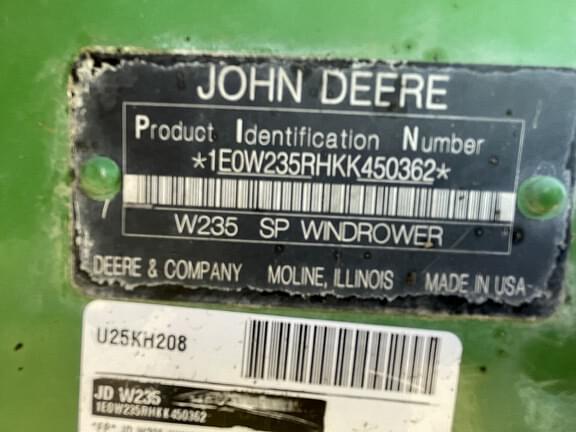 JOHN DEERE
Product Identification Number
*1E0W235RHKK450362*
W235 SP WINDROWER
DEERE & COMPANY MOLINE, ILLINOIS MADE IN USA
U25KH208
JD W235
1E0W235RHKK450362